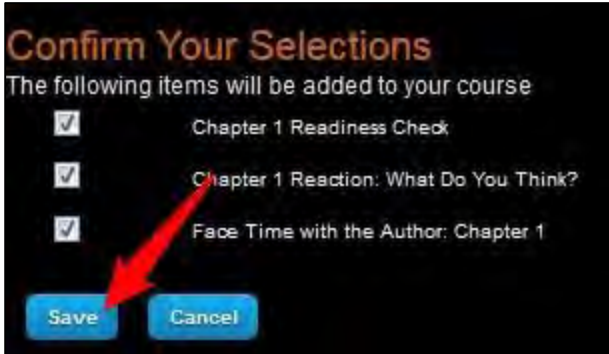 Confirm Your Selections
The following items will be added to your course
Chapter 1 Readiness Check
Chapter 1 Reaction: What Do You Think?
Face Time with the Author: Chapter 1
Save Cancel